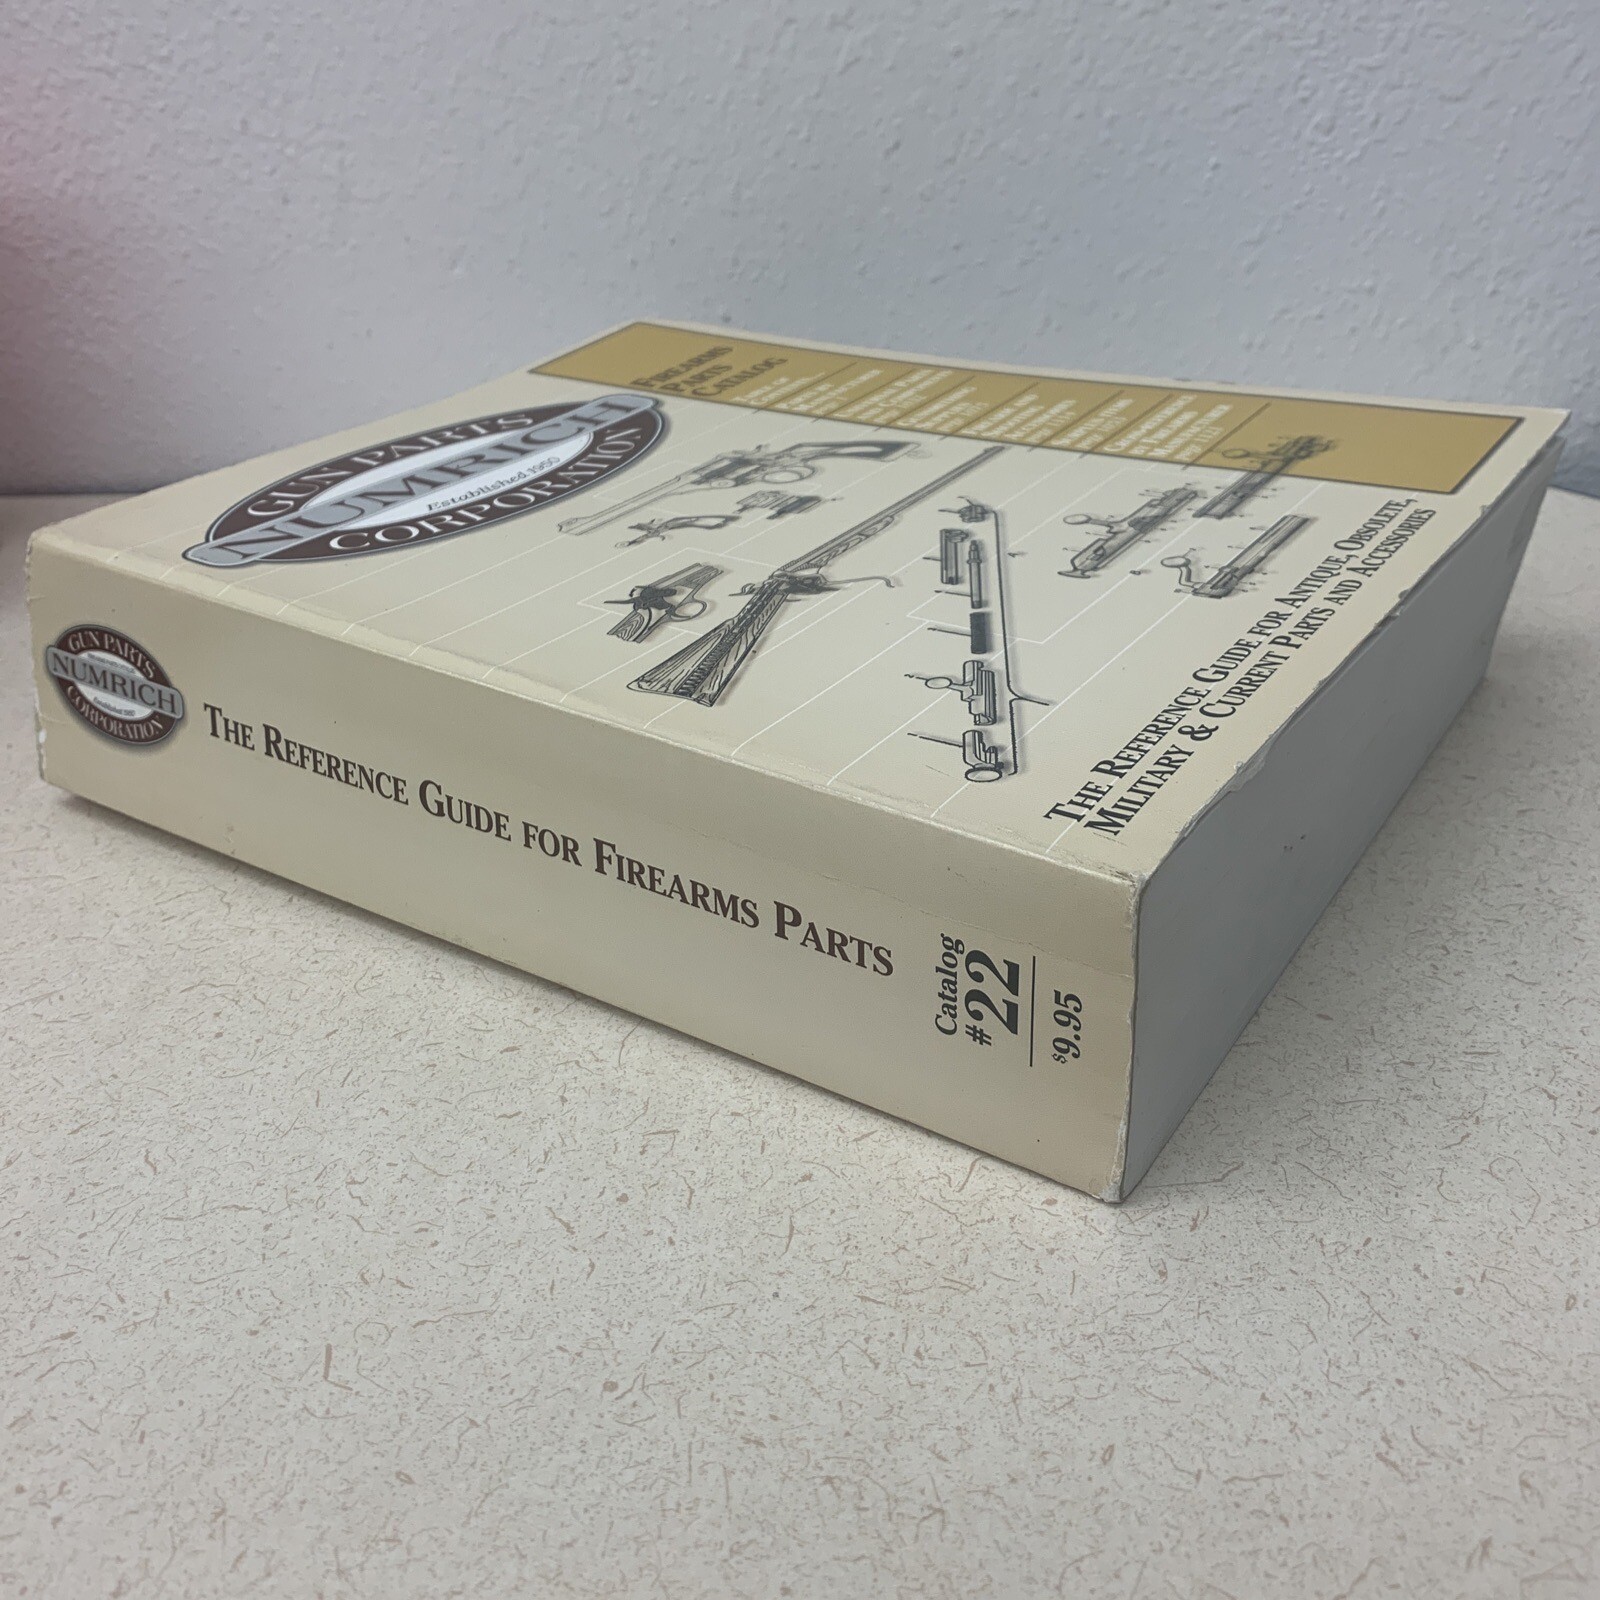 FIREARMS
PARTS
CATALOG
GUN PARTS
NUMRICH
Established 1950
CORPORATION
THE REFERENCE GUIDE FOR ANTIQUE, OBSOLETE,
MILITARY & CURRENT PARTS AND ACCESSORIES
GUN PARTS
NUMRICH
CORPORATION
THE REFERENCE GUIDE FOR FIREARMS PARTS
Catalog
#22
$9.95